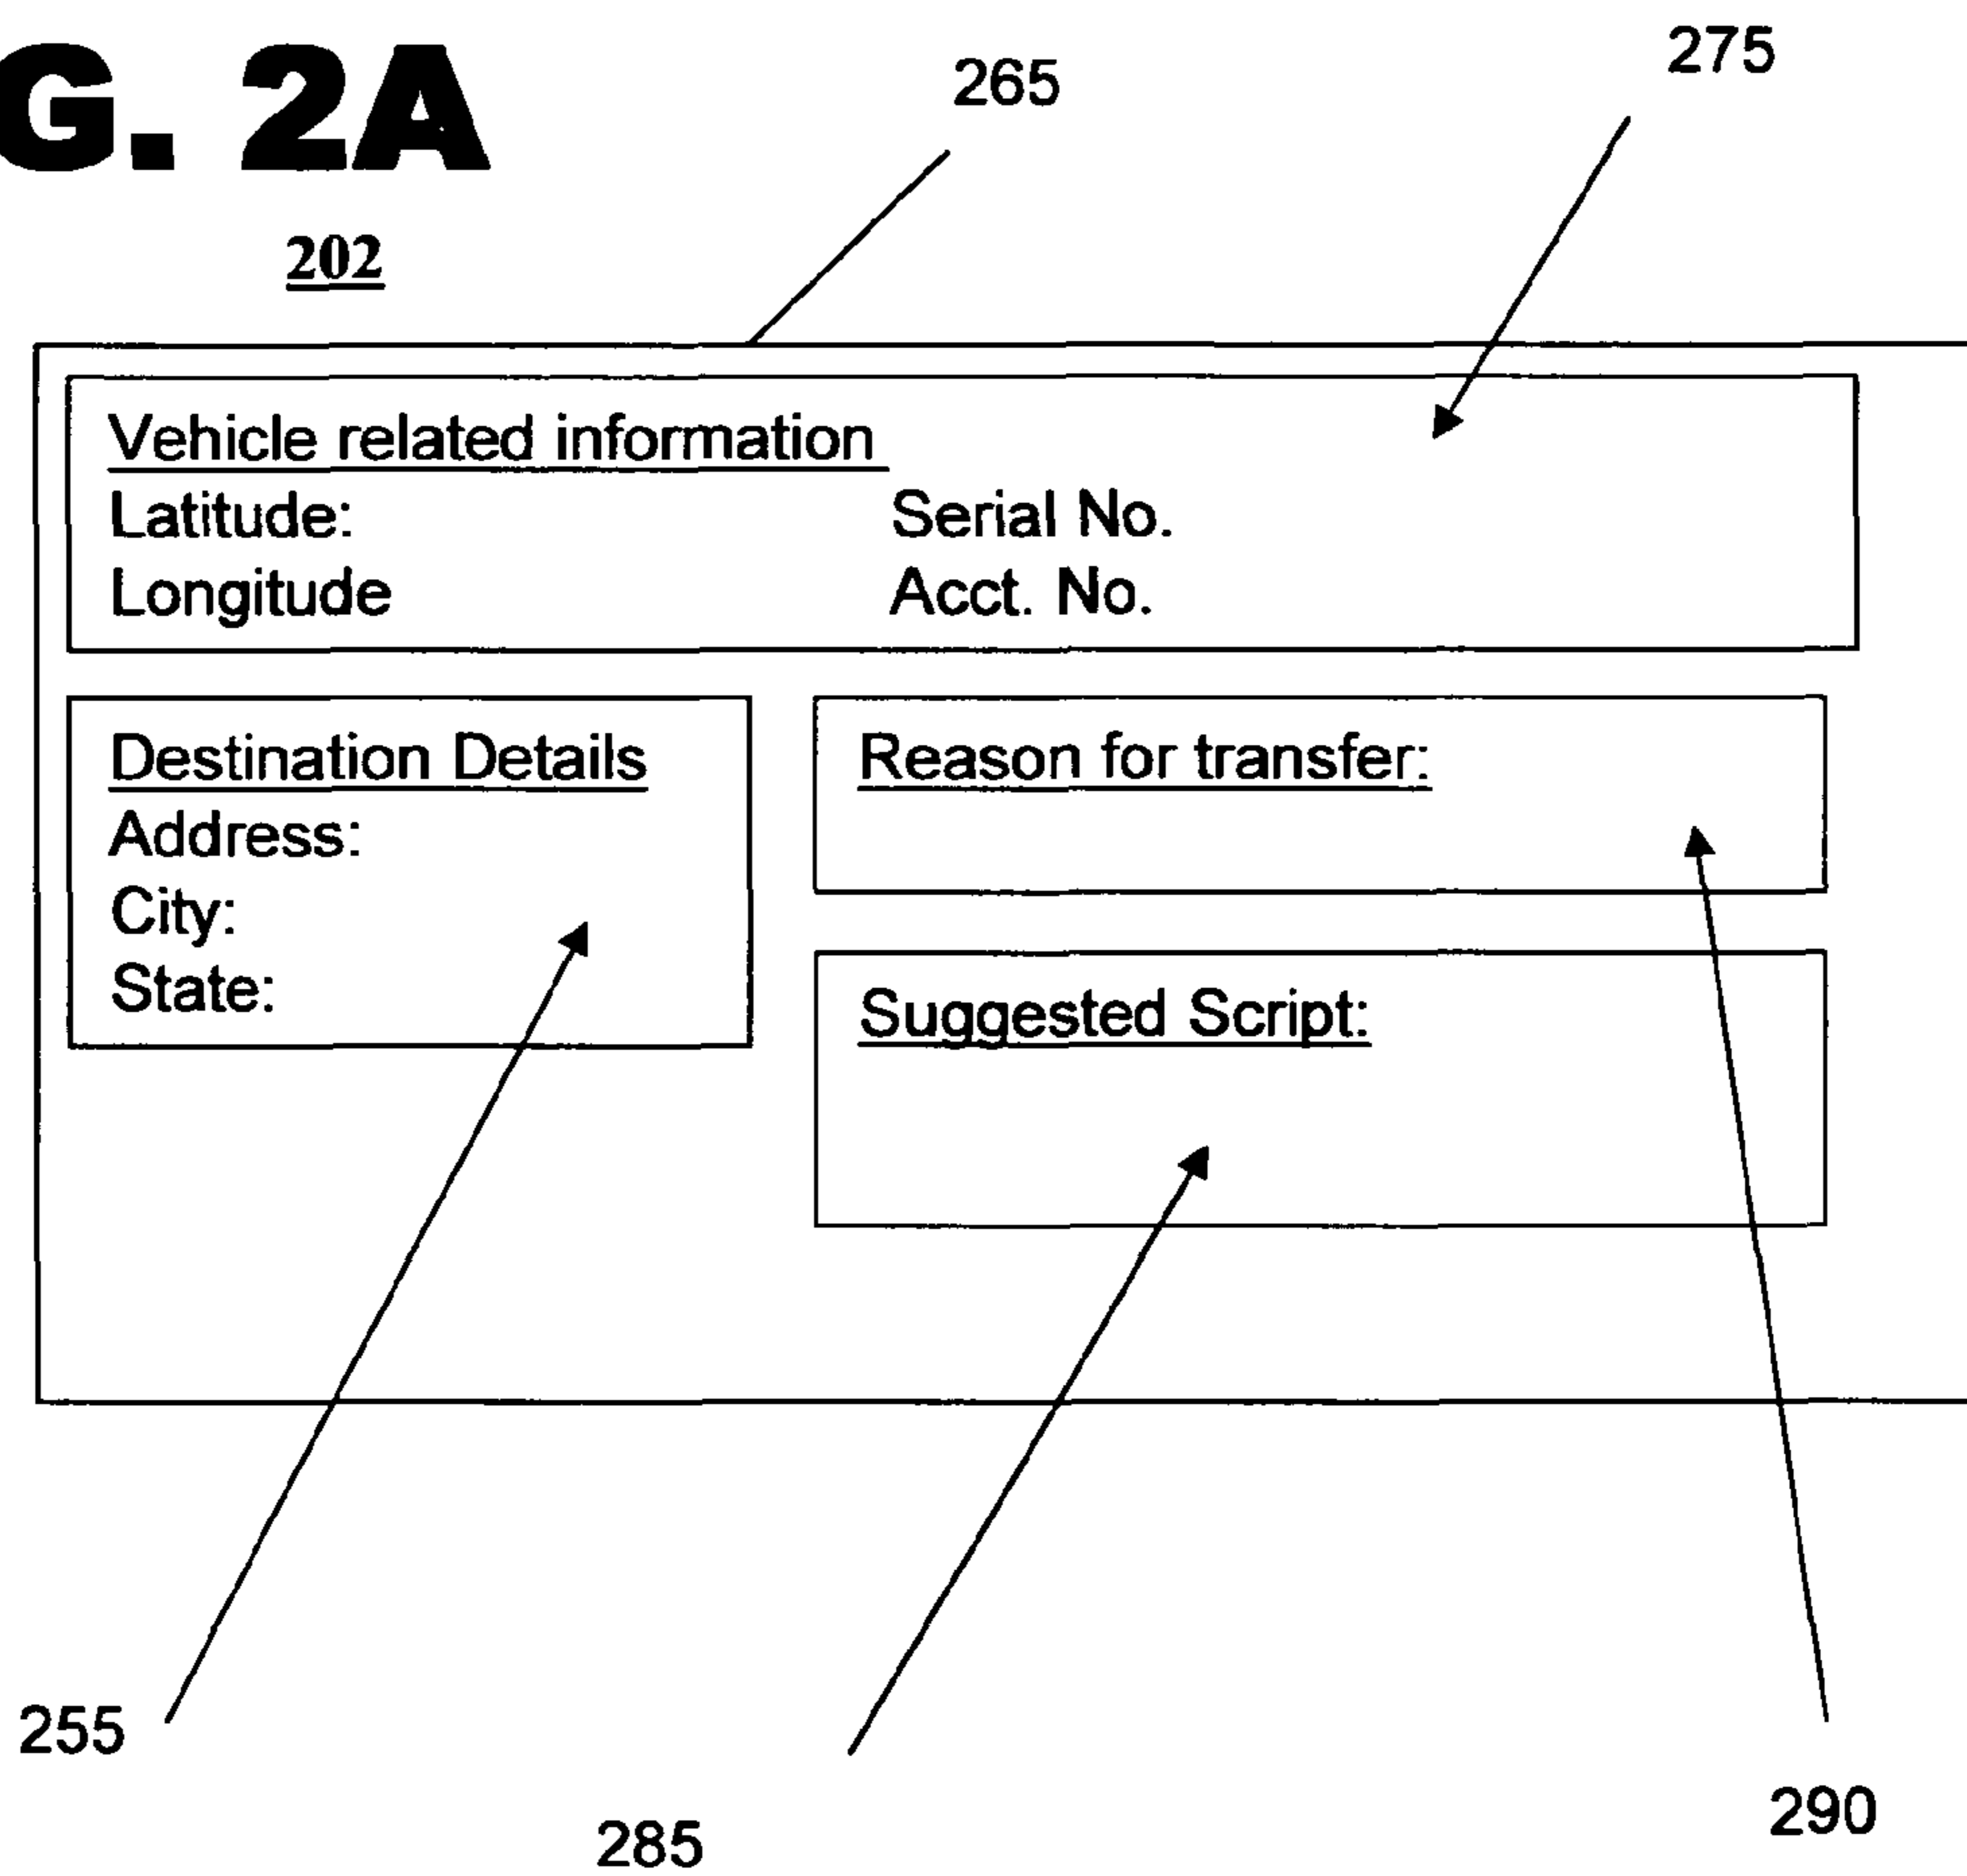 G. 2A
265
275
202
Vehicle related information
Latitude:
Serial No.
Longitude
Acct. No.
Destination Details
Address:
City:
State:
Reason for transfer:
Suggested Script:
255
285
290